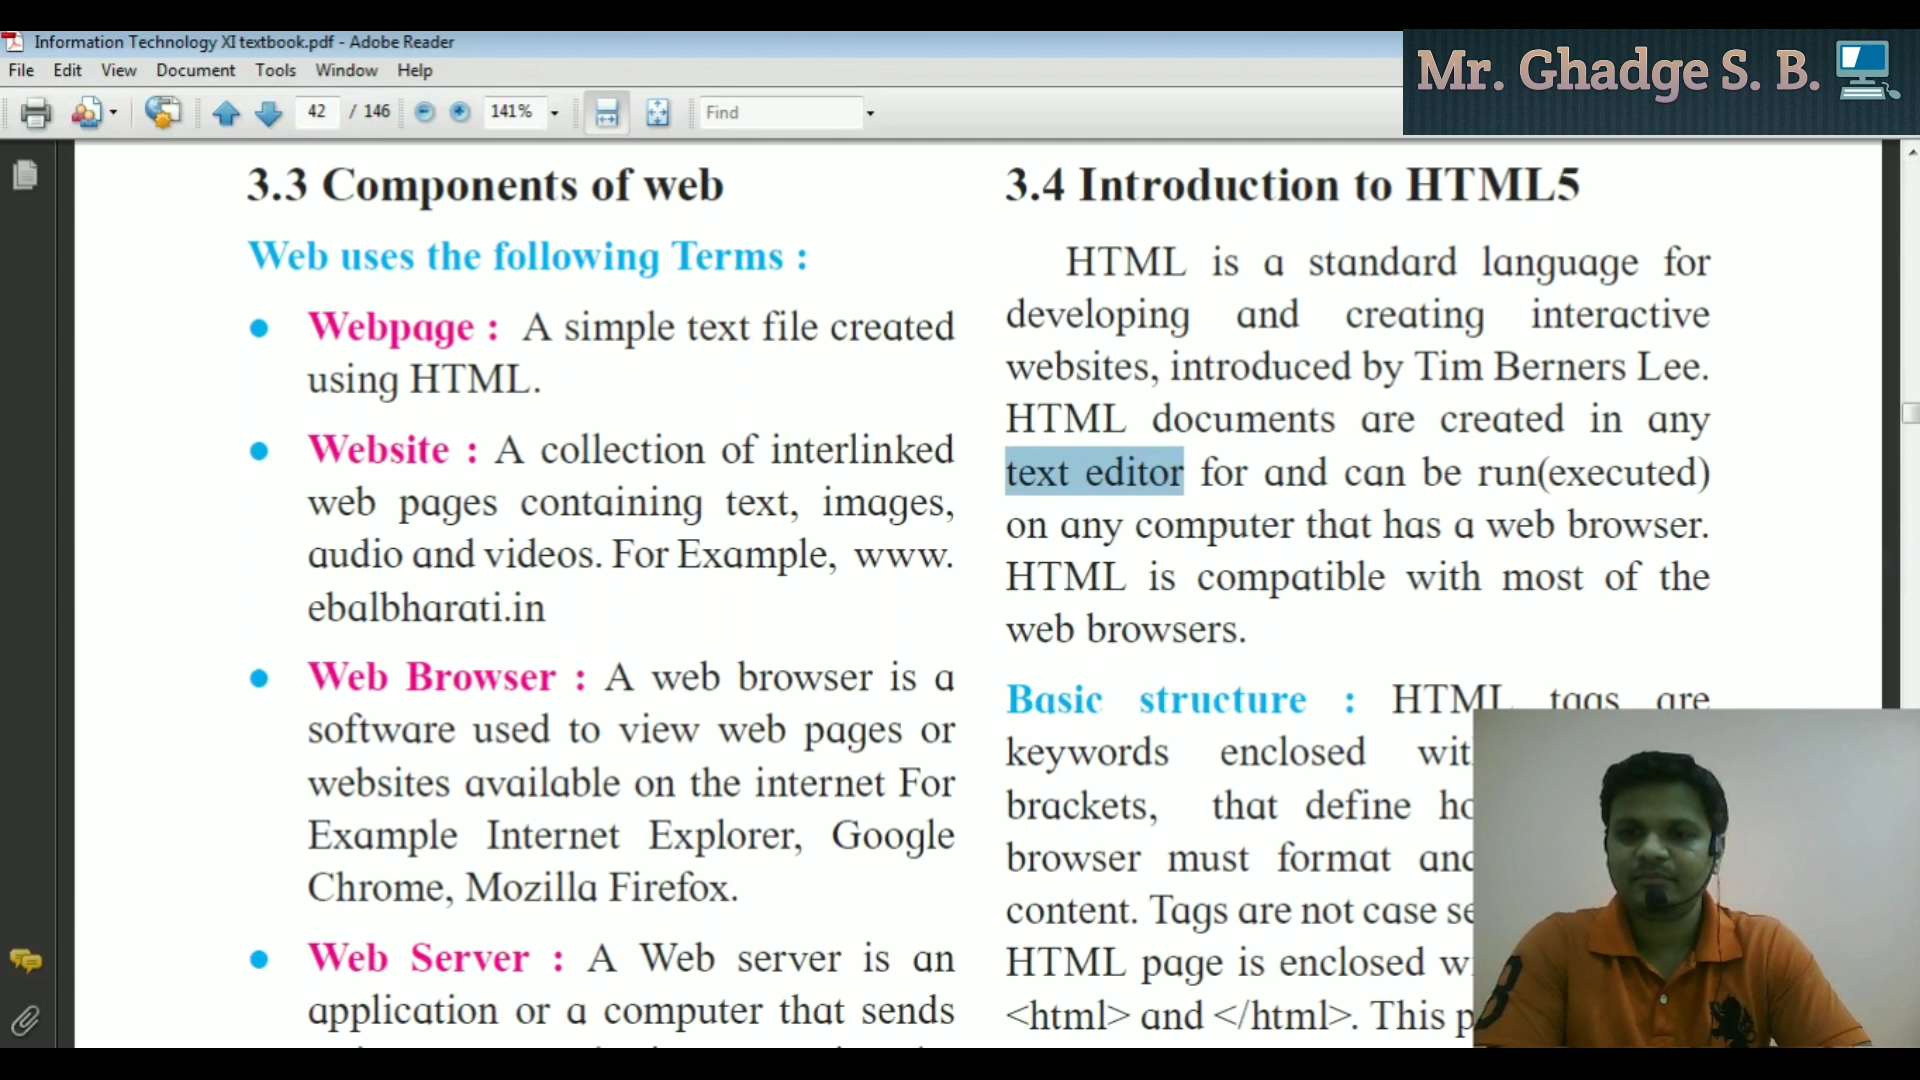 Information Technology XI textbook.pdf - Adobe Reader
Mr. Ghadge S. B.
File Edit View Document Tools Window Help
42 / 146 141% Find
3.3 Components of web
Web uses the following Terms :
• Webpage : A simple text file created
using HTML.
• Website : A collection of interlinked
web pages containing text, images,
audio and videos. For Example, www.
ebalbharati.in
• Web Browser : A web browser is a
software used to view web pages or
websites available on the internet For
Example Internet Explorer, Google
Chrome, Mozilla Firefox.
• Web Server : A Web server is an
application or a computer that sends
3.4 Introduction to HTML5
HTML is a standard language for
developing and creating interactive
websites, introduced by Tim Berners Lee.
HTML documents are created in any
text editor for and can be run(executed)
on any computer that has a web browser.
HTML is compatible with most of the
web browsers.
Basic structure : HTML tags are
keywords enclosed
brackets, that define
browser must format
content. Tags are not case
HTML page is enclosed
<html> and </html>. This